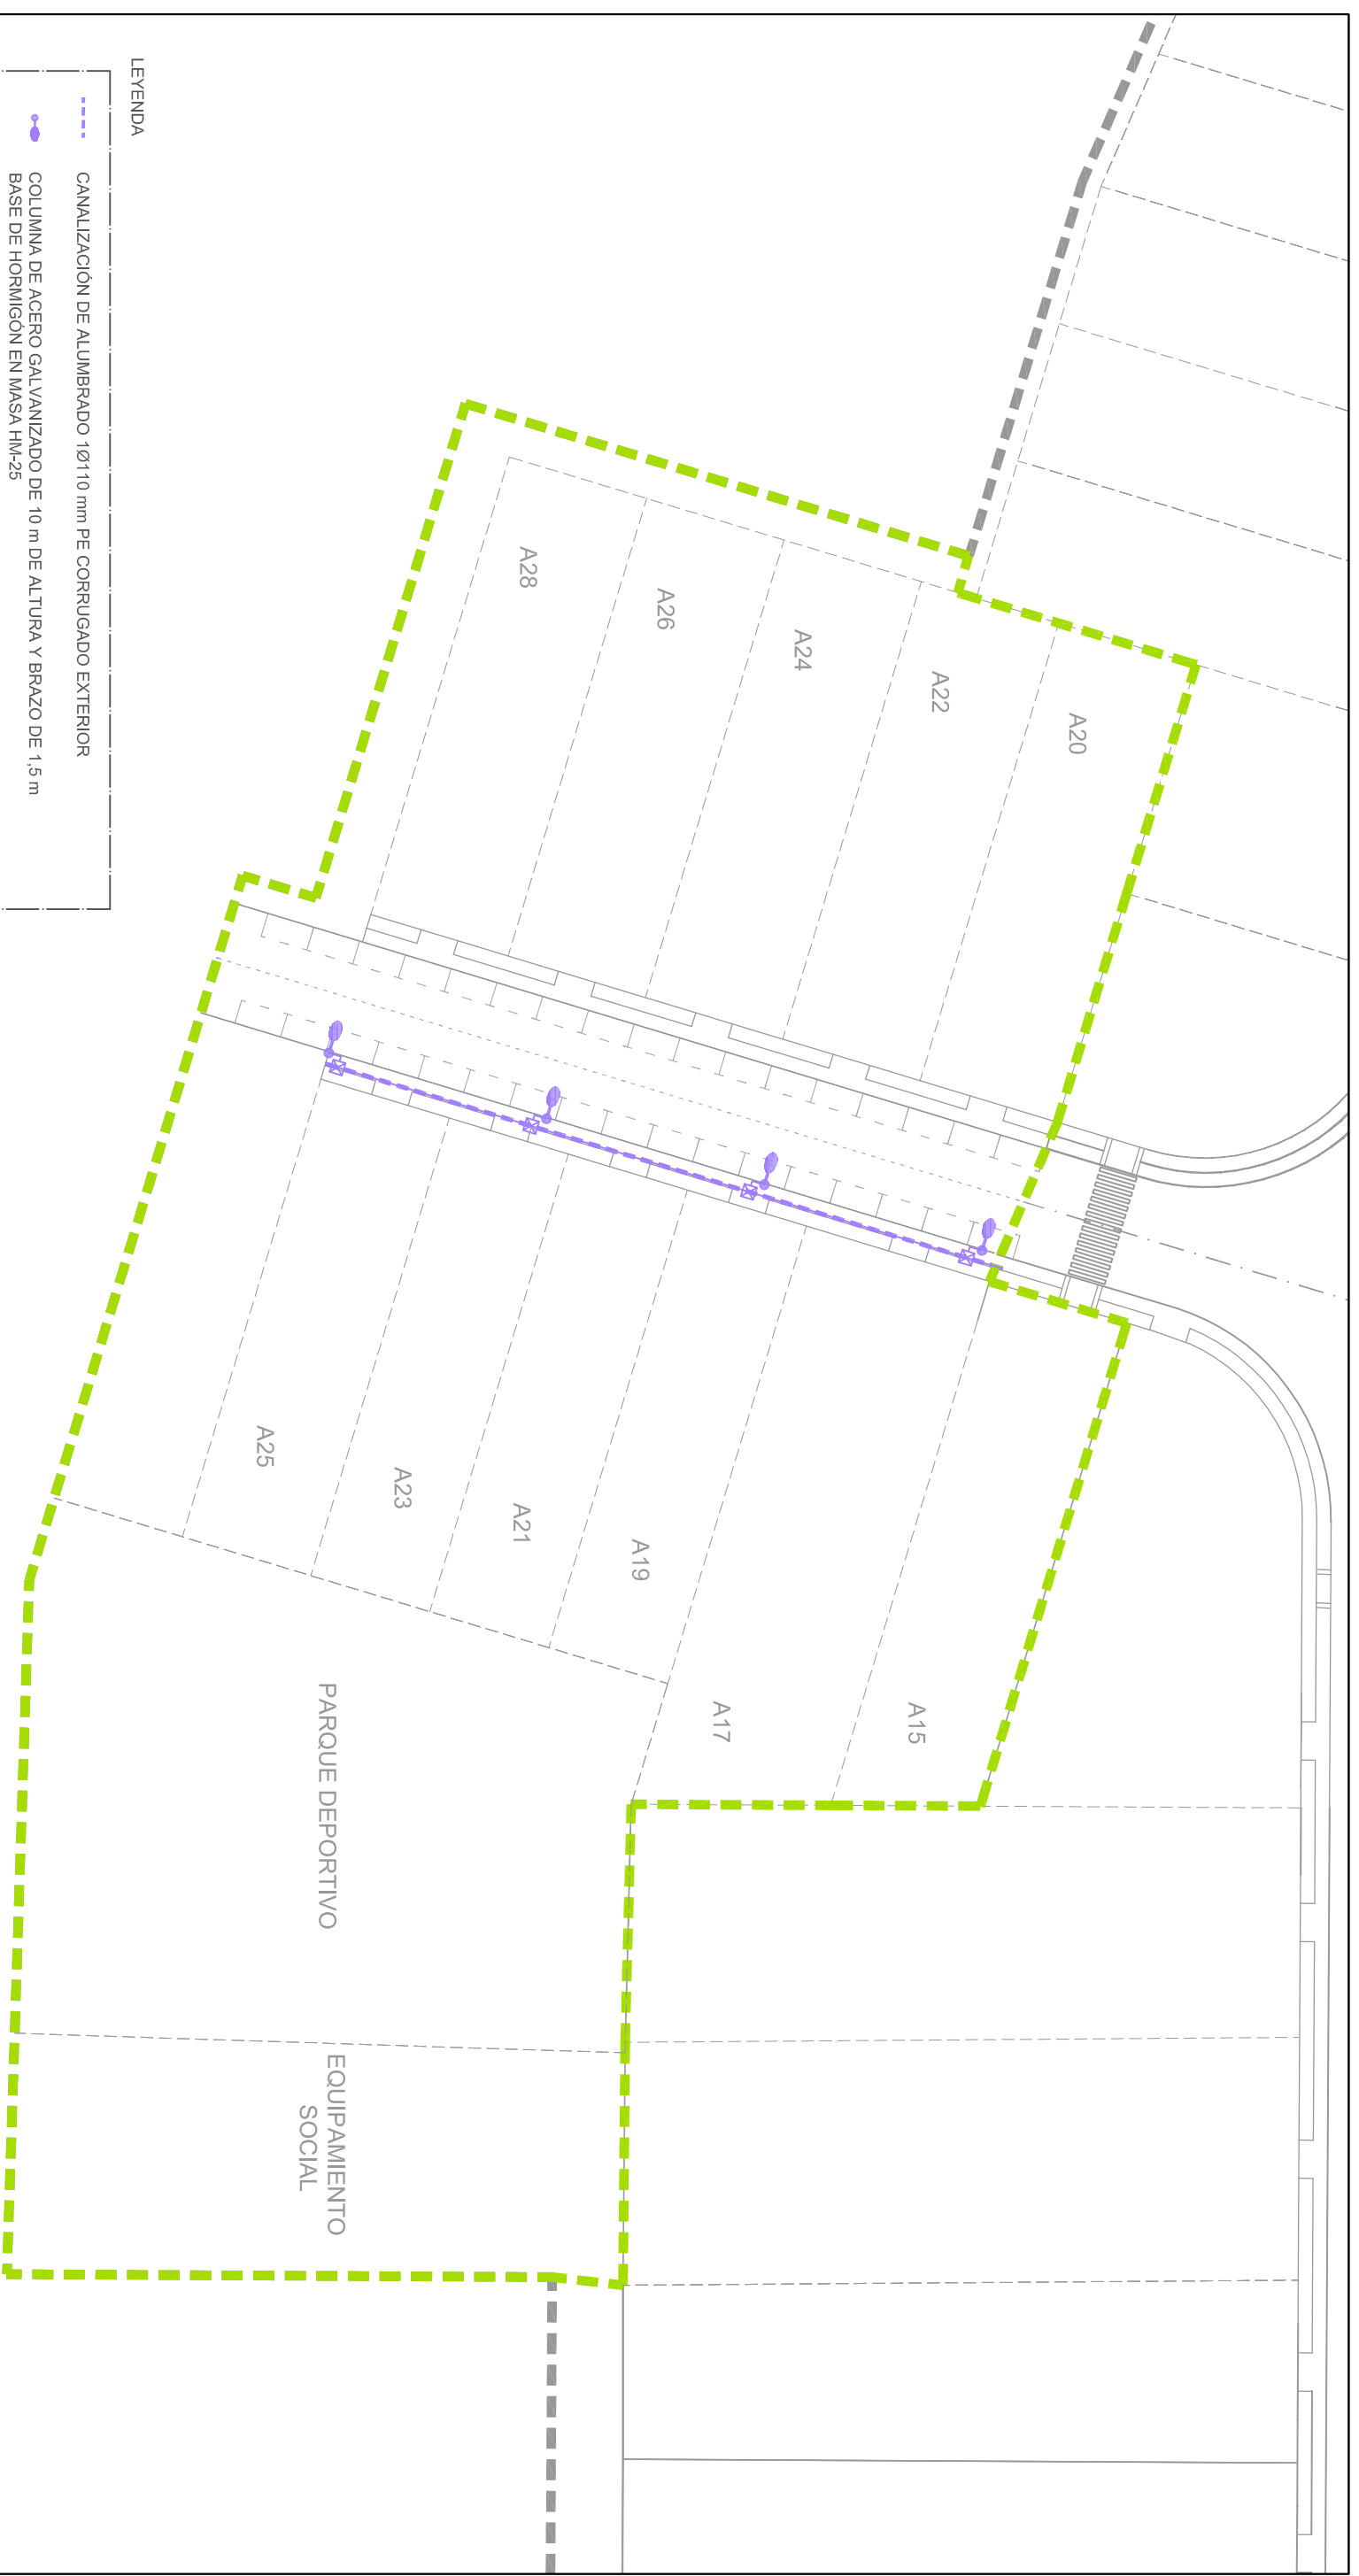 LEYENDA
CANALIZACIÓN DE ALUMBRADO 1Ø110 mm PE CORRUGADO EXTERIOR
COLUMNA DE ACERO GALVANIZADO DE 10 m DE ALTURA Y BRAZO DE 1,5 m
BASE DE HORMIGÓN EN MASA HM-25
A20
A22
A24
A26
A28
A15
A17
A19
A21
A23
A25
PARQUE DEPORTIVO
EQUIPAMIENTO
SOCIAL